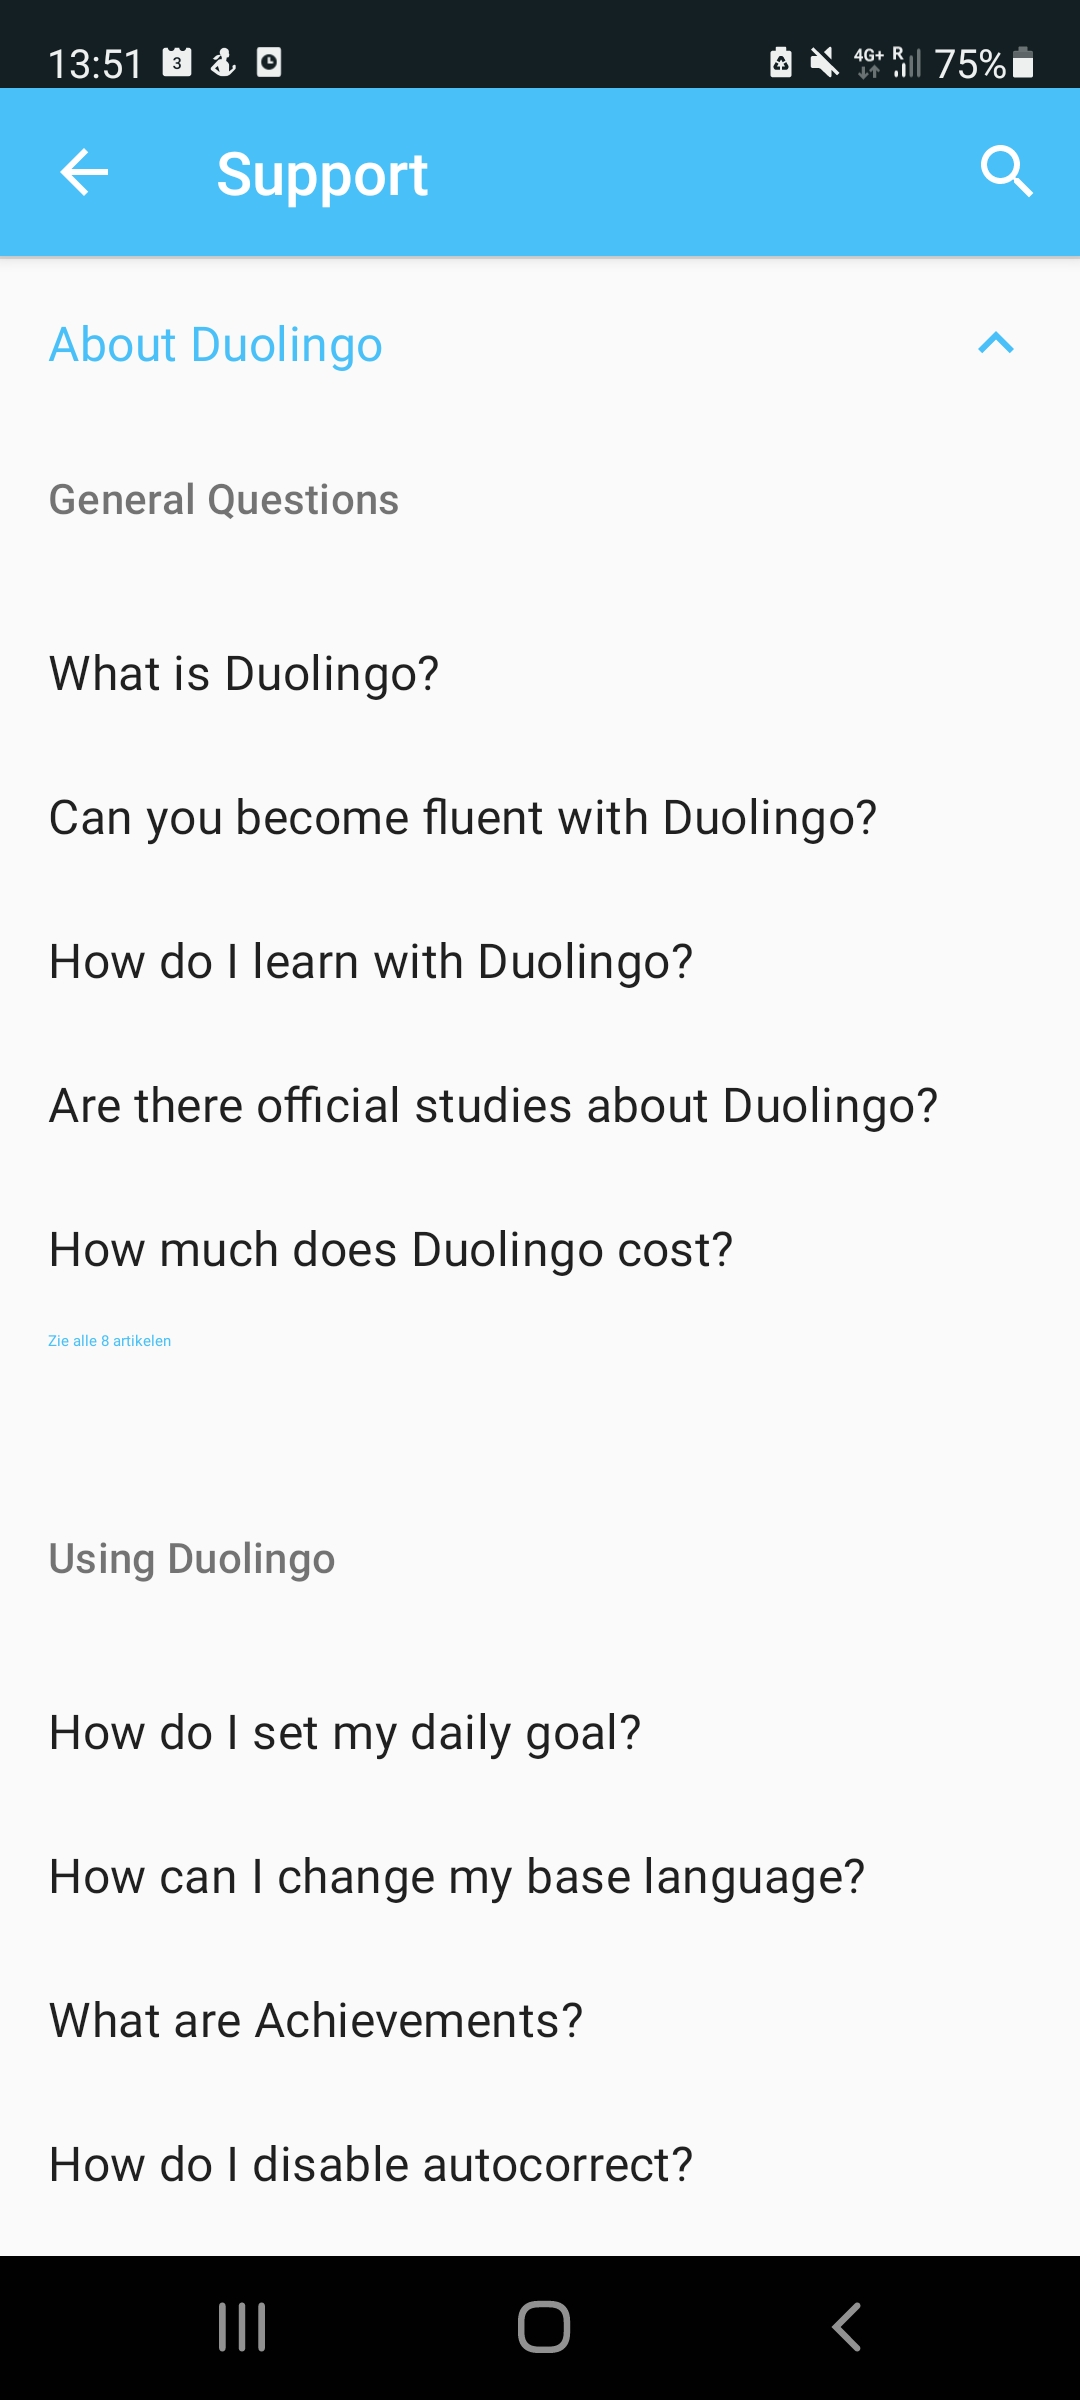 13:51 3 4G+ R 75%
Support
About Duolingo
General Questions
What is Duolingo?
Can you become fluent with Duolingo?
How do I learn with Duolingo?
Are there official studies about Duolingo?
How much does Duolingo cost?
Zie alle 8 artikelen
Using Duolingo
How do I set my daily goal?
How can I change my base language?
What are Achievements?
How do I disable autocorrect?